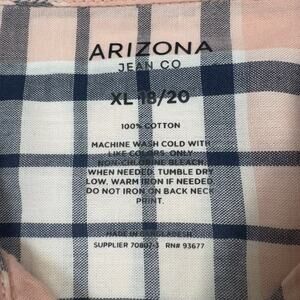 ARIZONA
JEAN CO
XL 18/20
100% COTTON
MACHINE WASH COLD WITH
LIKE COLORS. ONLY
NON-CHLORINE BLEACH
WHEN NEEDED. TUMBLE DRY
LOW. WARM IRON IF NEEDED.
DO NOT IRON ON BACK NECK
PRINT.
MADE IN BANGLADESH
SUPPLIER 70807-3 RN# 93677